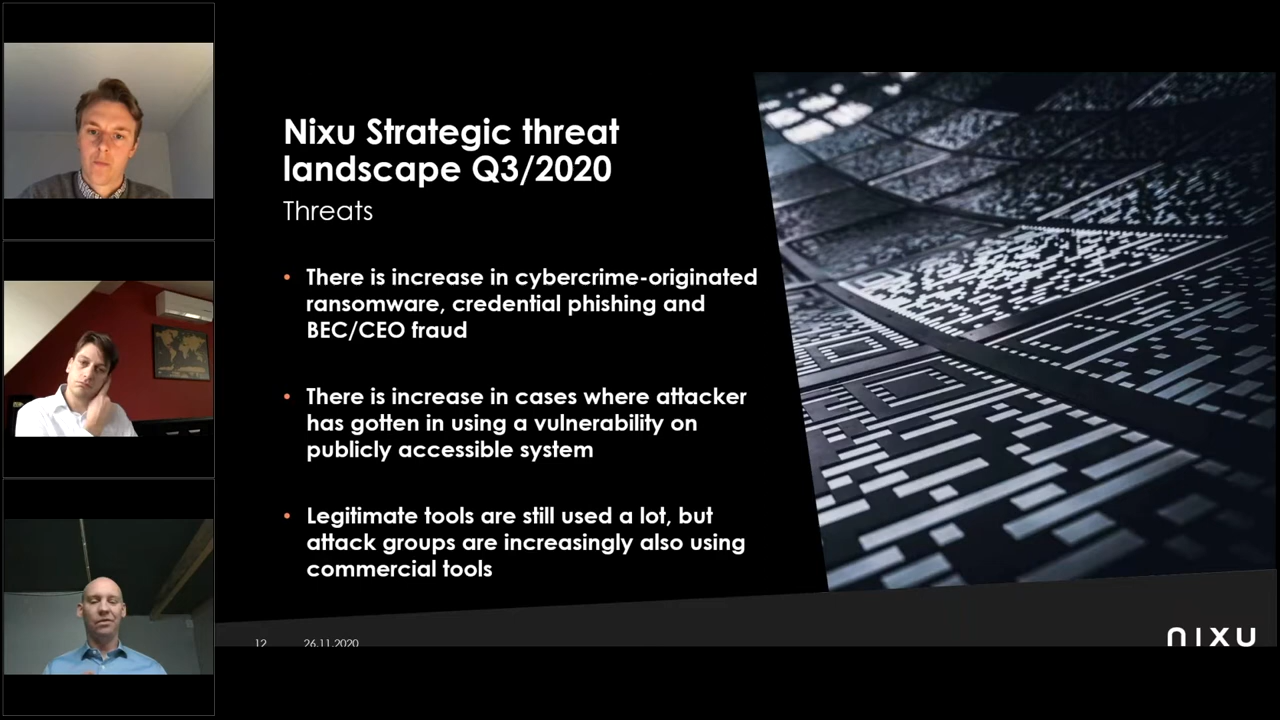 Nixu Strategic threat
landscape Q3/2020
Threats
• There is increase in cybercrime-originated
ransomware, credential phishing and
BEC/CEO fraud
• There is increase in cases where attacker
has gotten in using a vulnerability on
publicly accessible system
• Legitimate tools are still used a lot, but
attack groups are increasingly also using
commercial tools
12 26.11.2020
nixu